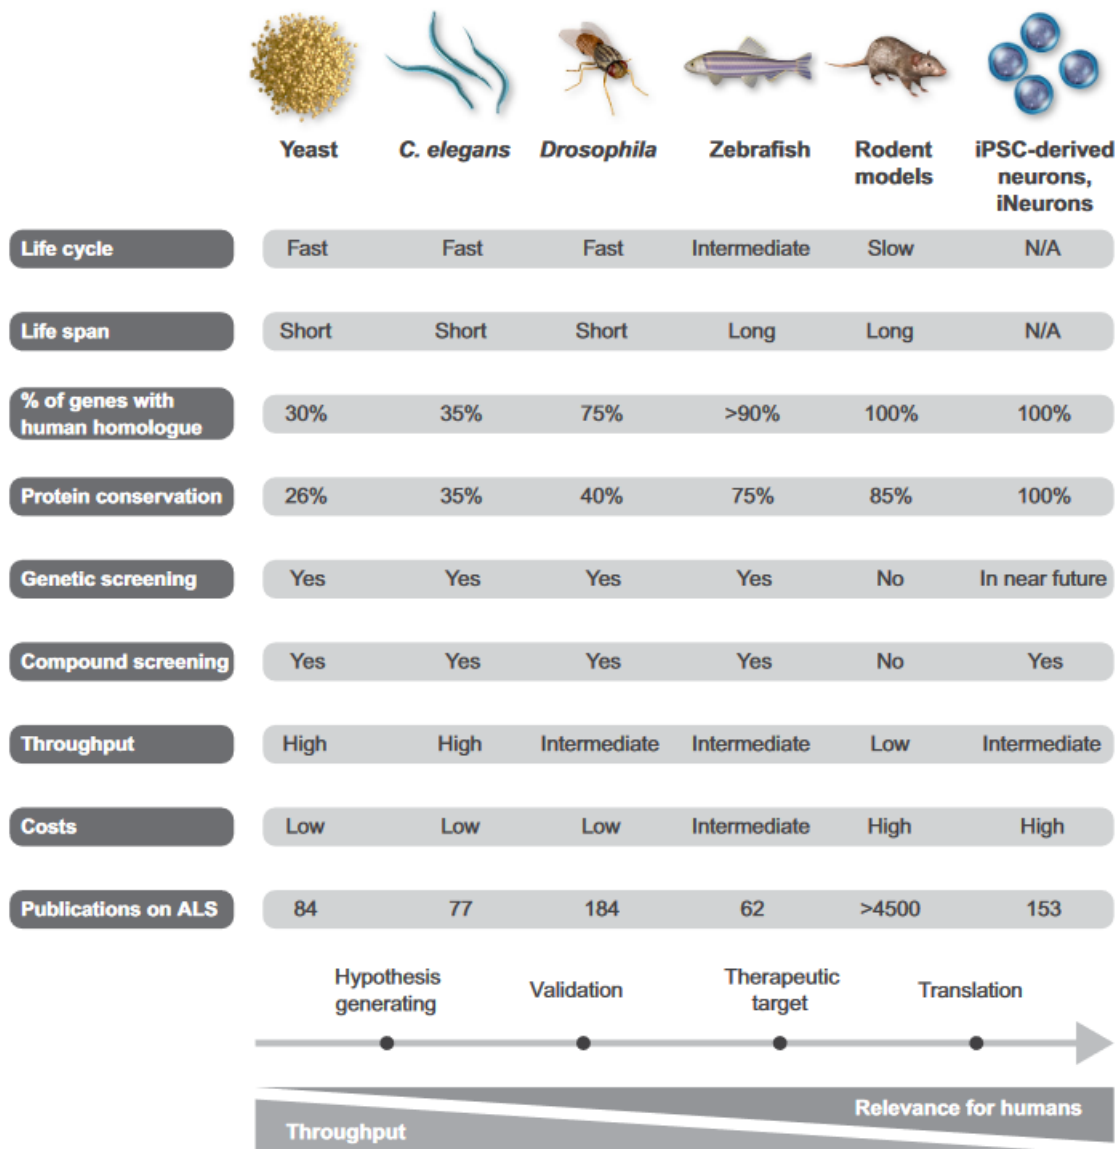 Yeast C. elegans Drosophila Zebrafish Rodent models iPSC-derived neurons, iNeurons
Life cycle Fast Fast Fast Intermediate Slow N/A
Life span Short Short Short Long Long N/A
% of genes with human homologue 30% 35% 75% >90% 100% 100%
Protein conservation 26% 35% 40% 75% 85% 100%
Genetic screening Yes Yes Yes Yes No In near future
Compound screening Yes Yes Yes Yes No Yes
Throughput High High Intermediate Intermediate Low Intermediate
Costs Low Low Low Intermediate High High
Publications on ALS 84 77 184 62 >4500 153
Hypothesis generating Validation Therapeutic target Translation
Relevance for humans
Throughput